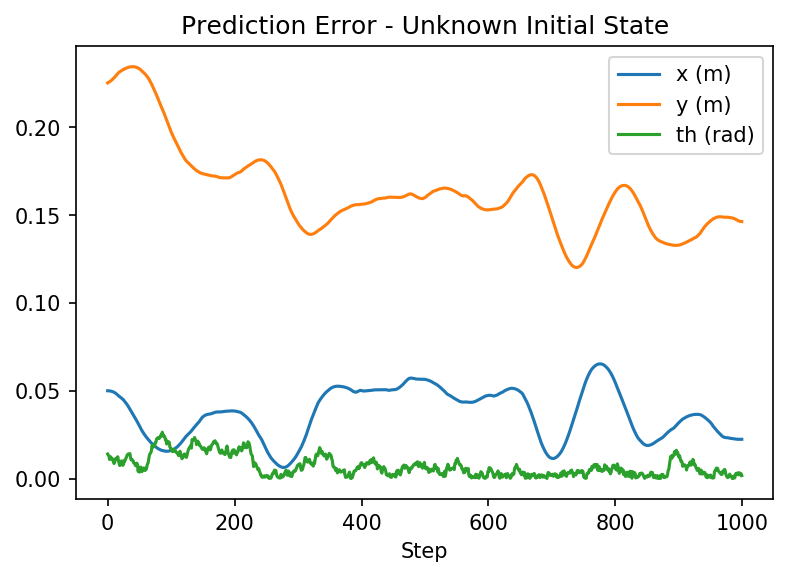 Prediction Error - Unknown Initial State
x (m)
y (m)
th (rad)
0.20
0.15
0.10
0.05
0.00
0 200 400 600 800 1000
Step